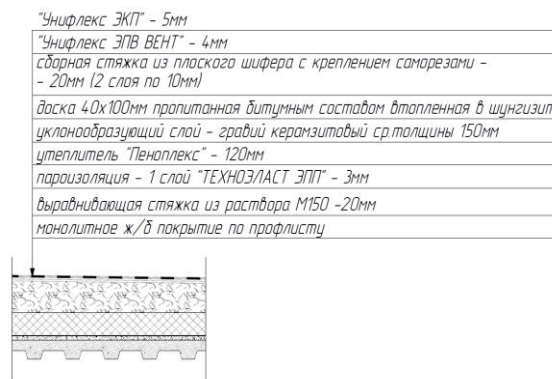 "Унифлекс ЭКП" - 5мм
"Унифлекс ЭПВ ВЕНТ" - 4мм
сборная стяжка из плоского шифера с креплением саморезами -
- 20мм (2 слоя по 10мм)
доска 40х100мм пропитанная битумным составом втопленная в шунгизит
уклонообразующий слой - гравий керамзитовый ср.толщины 150мм
утеплитель "Пеноплекс" - 120мм
пароизоляция - 1 слой "ТЕХНОЭЛАСТ ЭПП" - 3мм
выравнивающая стяжка из раствора М150 -20мм
монолитное ж/б покрытие по профлисту